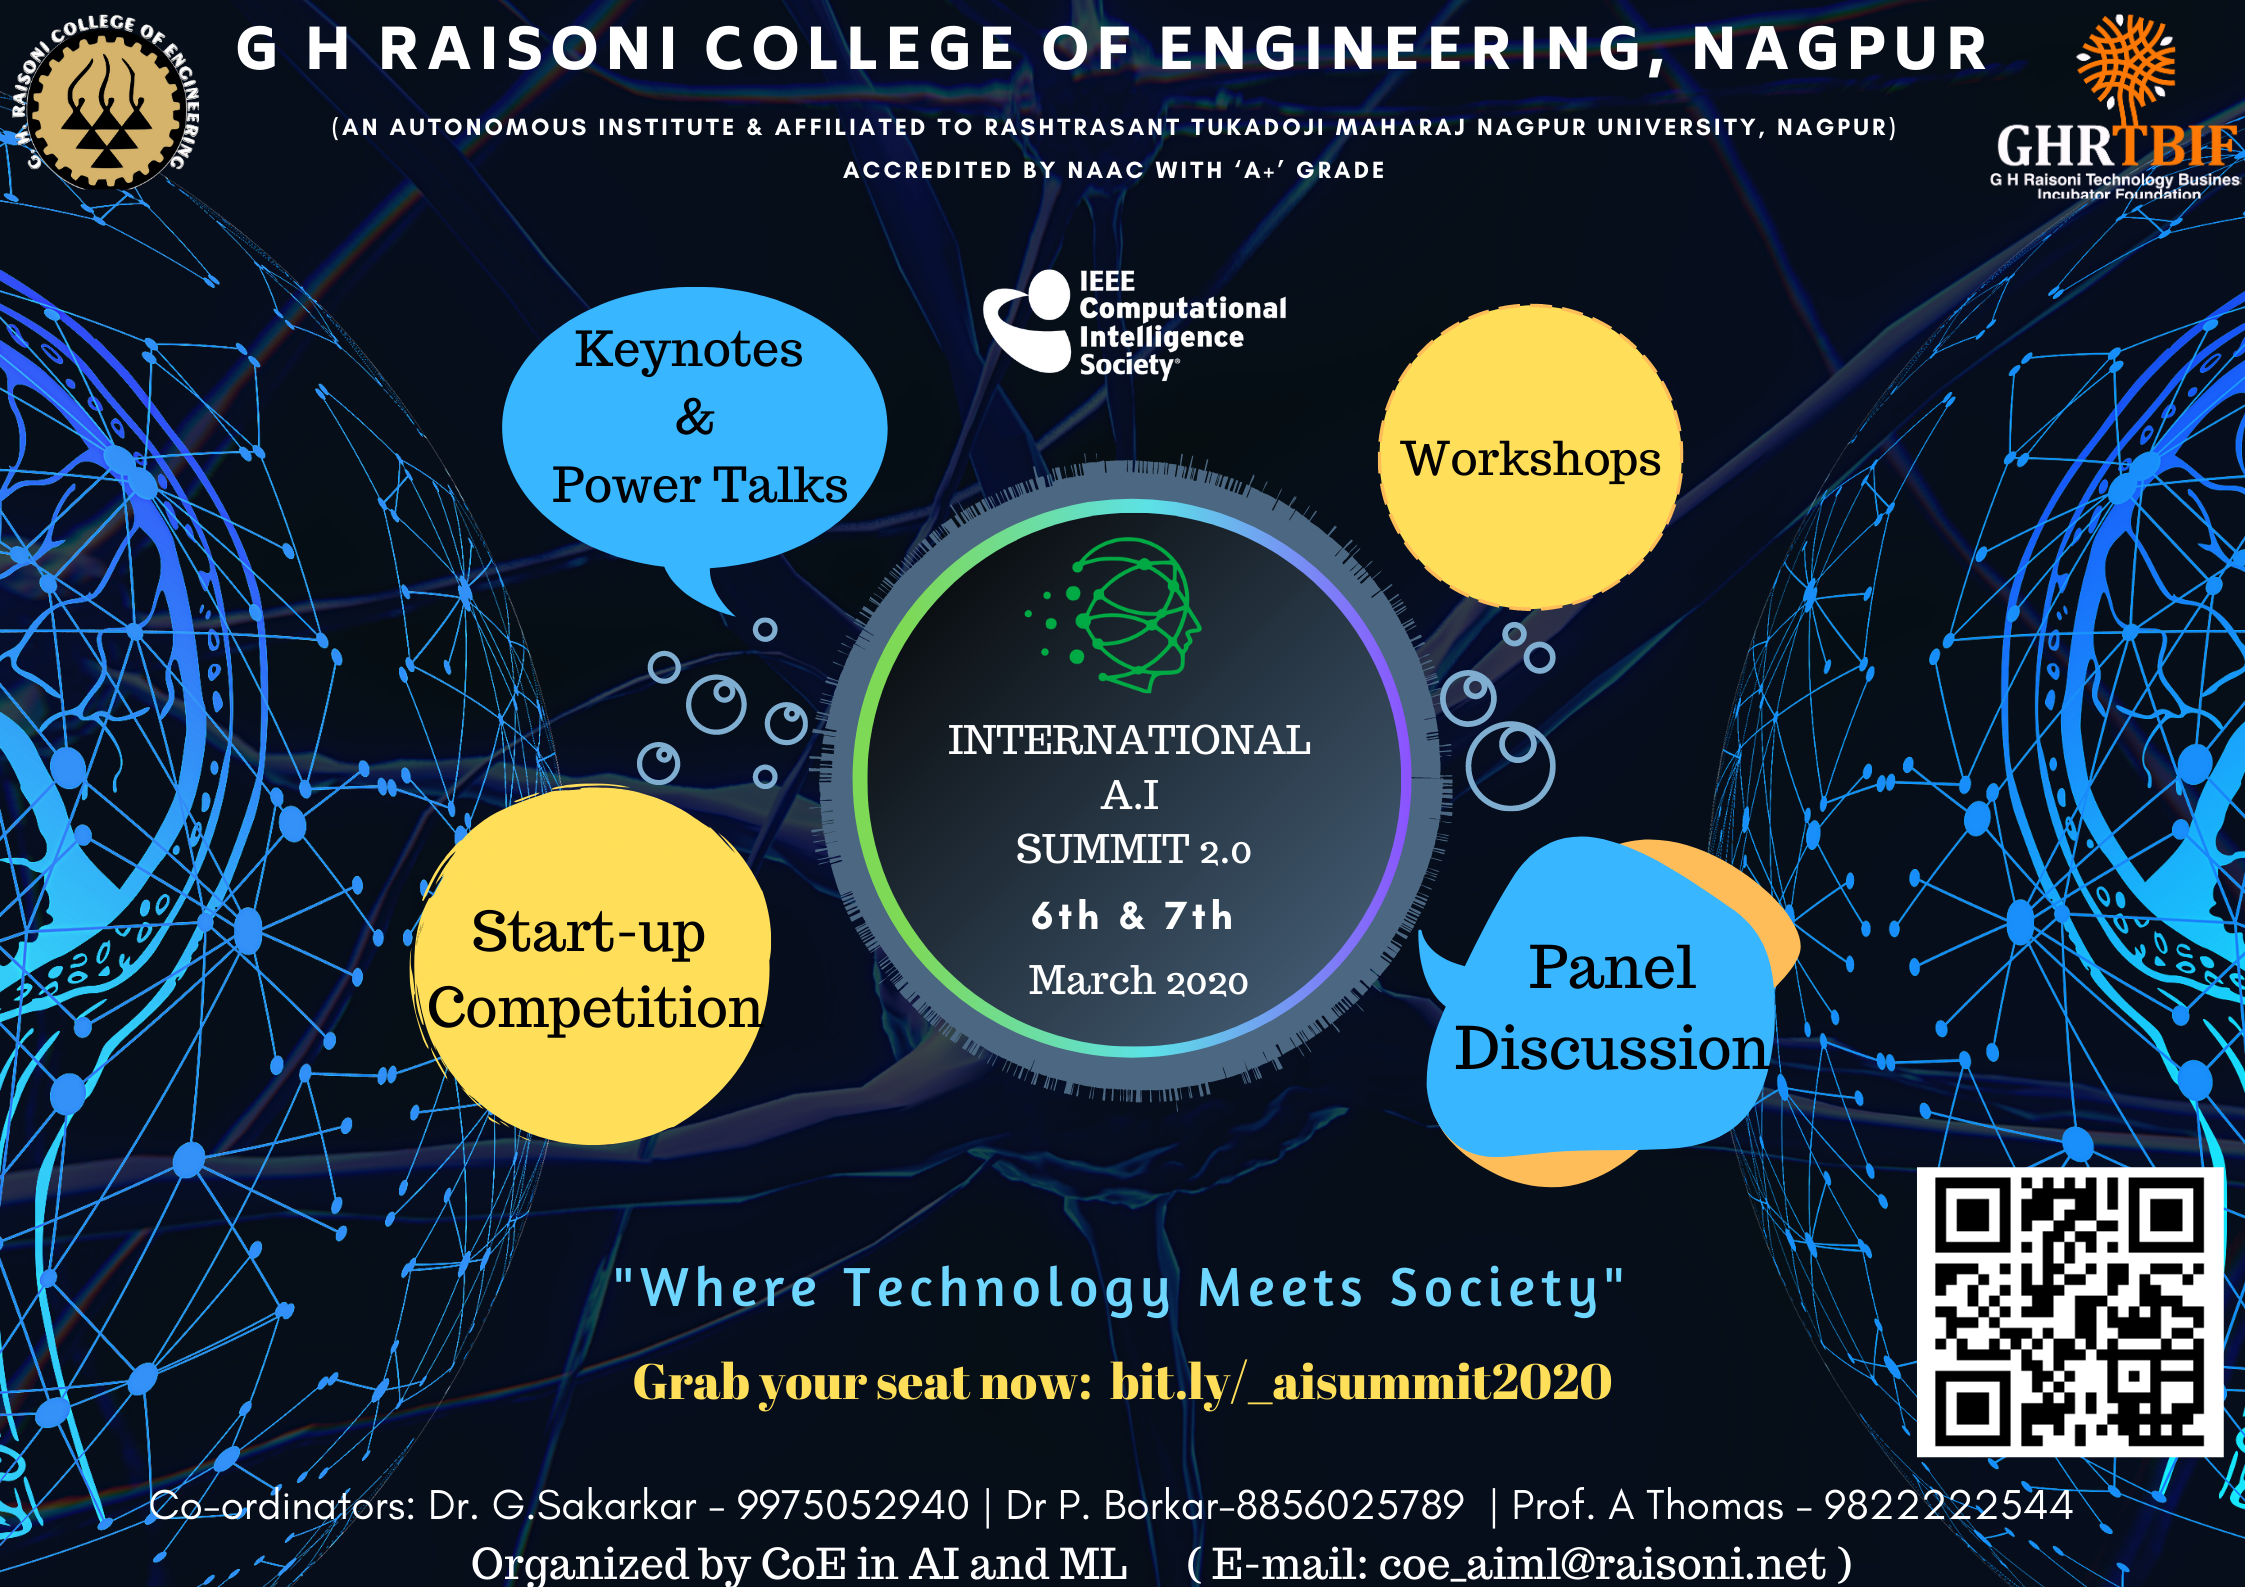 G. H. RAISONI COLLEGE OF ENGINEERING
G H RAISONI COLLEGE OF ENGINEERING, NAGPUR
(AN AUTONOMOUS INSTITUTE & AFFILIATED TO RASHTRASANT TUKADOJI MAHARAJ NAGPUR UNIVERSITY, NAGPUR)
ACCREDITED BY NAAC WITH ‘A+’ GRADE
GHRTBIF
G H Raisoni Technology Busines
Incubator Foundation
IEEE
Computational
Intelligence
Society®
Keynotes
&
Power Talks
Workshops
INTERNATIONAL
A.I
SUMMIT 2.0
6th & 7th
March 2020
Start-up
Competition
Panel
Discussion
"Where Technology Meets Society"
Grab your seat now: bit.ly/_aisummit2020
Co-ordinators: Dr. G.Sakarkar - 9975052940 | Dr P. Borkar-8856025789 | Prof. A Thomas - 9822222544
Organized by CoE in AI and ML ( E-mail: coe_aiml@raisoni.net )